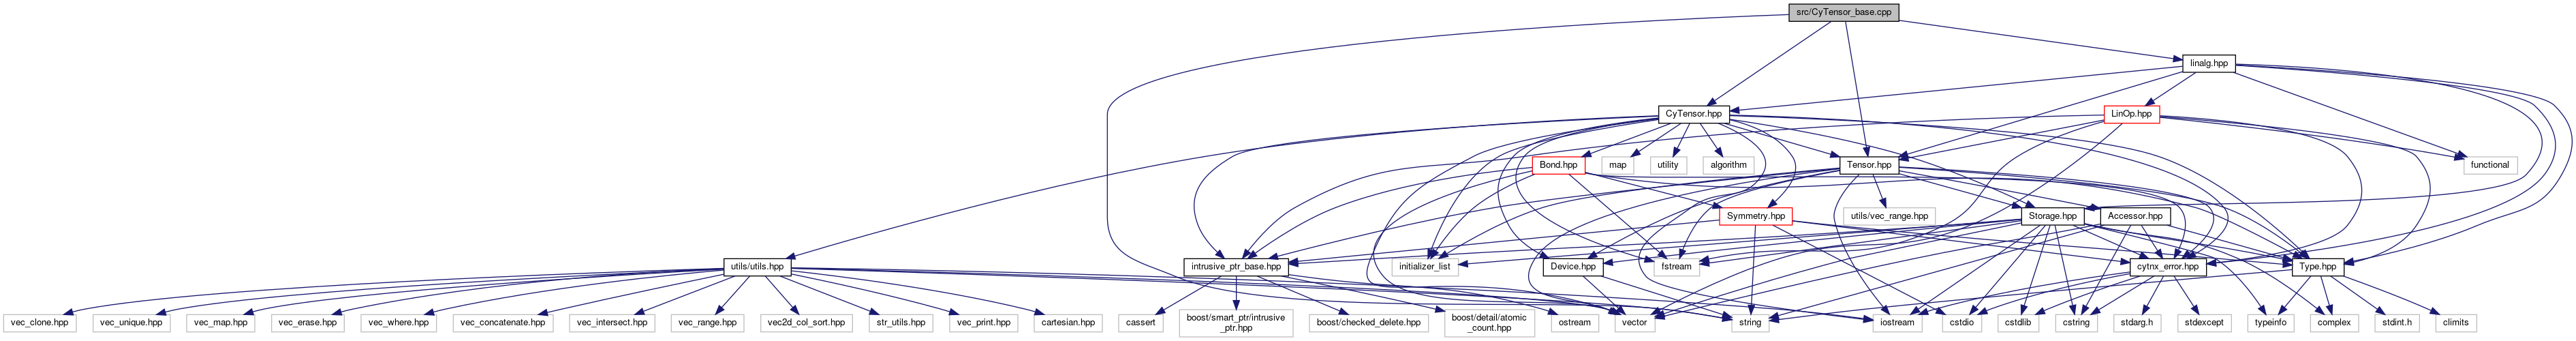 src/CyTensor_base.cpp
linalg.hpp
CyTensor.hpp
LinOp.hpp
Bond.hpp
map
utility
algorithm
Tensor.hpp
functional
Symmetry.hpp
utils/vec_range.hpp
Storage.hpp
Accessor.hpp
utils/utils.hpp
intrusive_ptr_base.hpp
initializer_list
Device.hpp
fstream
cytnx_error.hpp
Type.hpp
vec_clone.hpp
vec_unique.hpp
vec_map.hpp
vec_erase.hpp
vec_where.hpp
vec_concatenate.hpp
vec_intersect.hpp
vec_range.hpp
vec2d_col_sort.hpp
str_utils.hpp
vec_print.hpp
cartesian.hpp
cassert
boost/smart_ptr/intrusive
_ptr.hpp
boost/checked_delete.hpp
boost/detail/atomic
_count.hpp
ostream
vector
string
iostream
cstdio
cstdlib
cstring
stdarg.h
stdexcept
typeinfo
complex
stdint.h
climits